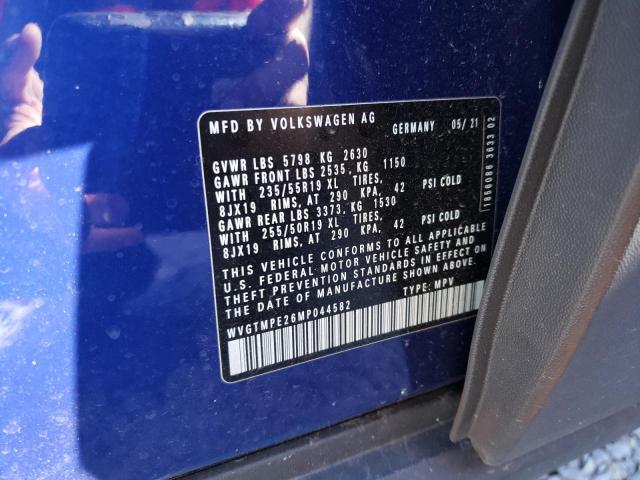 MFD BY VOLKSWAGEN AG GERMANY 05/21
GVWR LBS 5798 KG 2630
GAWR FRONT LBS 2535, KG 1150
WITH 235/55R19 XL TIRES,
8JX19 RIMS, AT 290 KPA, 42 PSI COLD
GAWR REAR LBS 3373, KG 1530
WITH 255/50R19 XL TIRES,
8JX19 RIMS, AT 290 KPA, 42 PSI COLD
THIS VEHICLE CONFORMS TO ALL APPLICABLE
U.S. FEDERAL MOTOR VEHICLE SAFETY AND
THEFT PREVENTION STANDARDS IN EFFECT ON
THE DATE OF MANUFACTURE SHOWN ABOVE.
WVGTMPE26MP044582 TYPE: MPV
7856086 3633 02